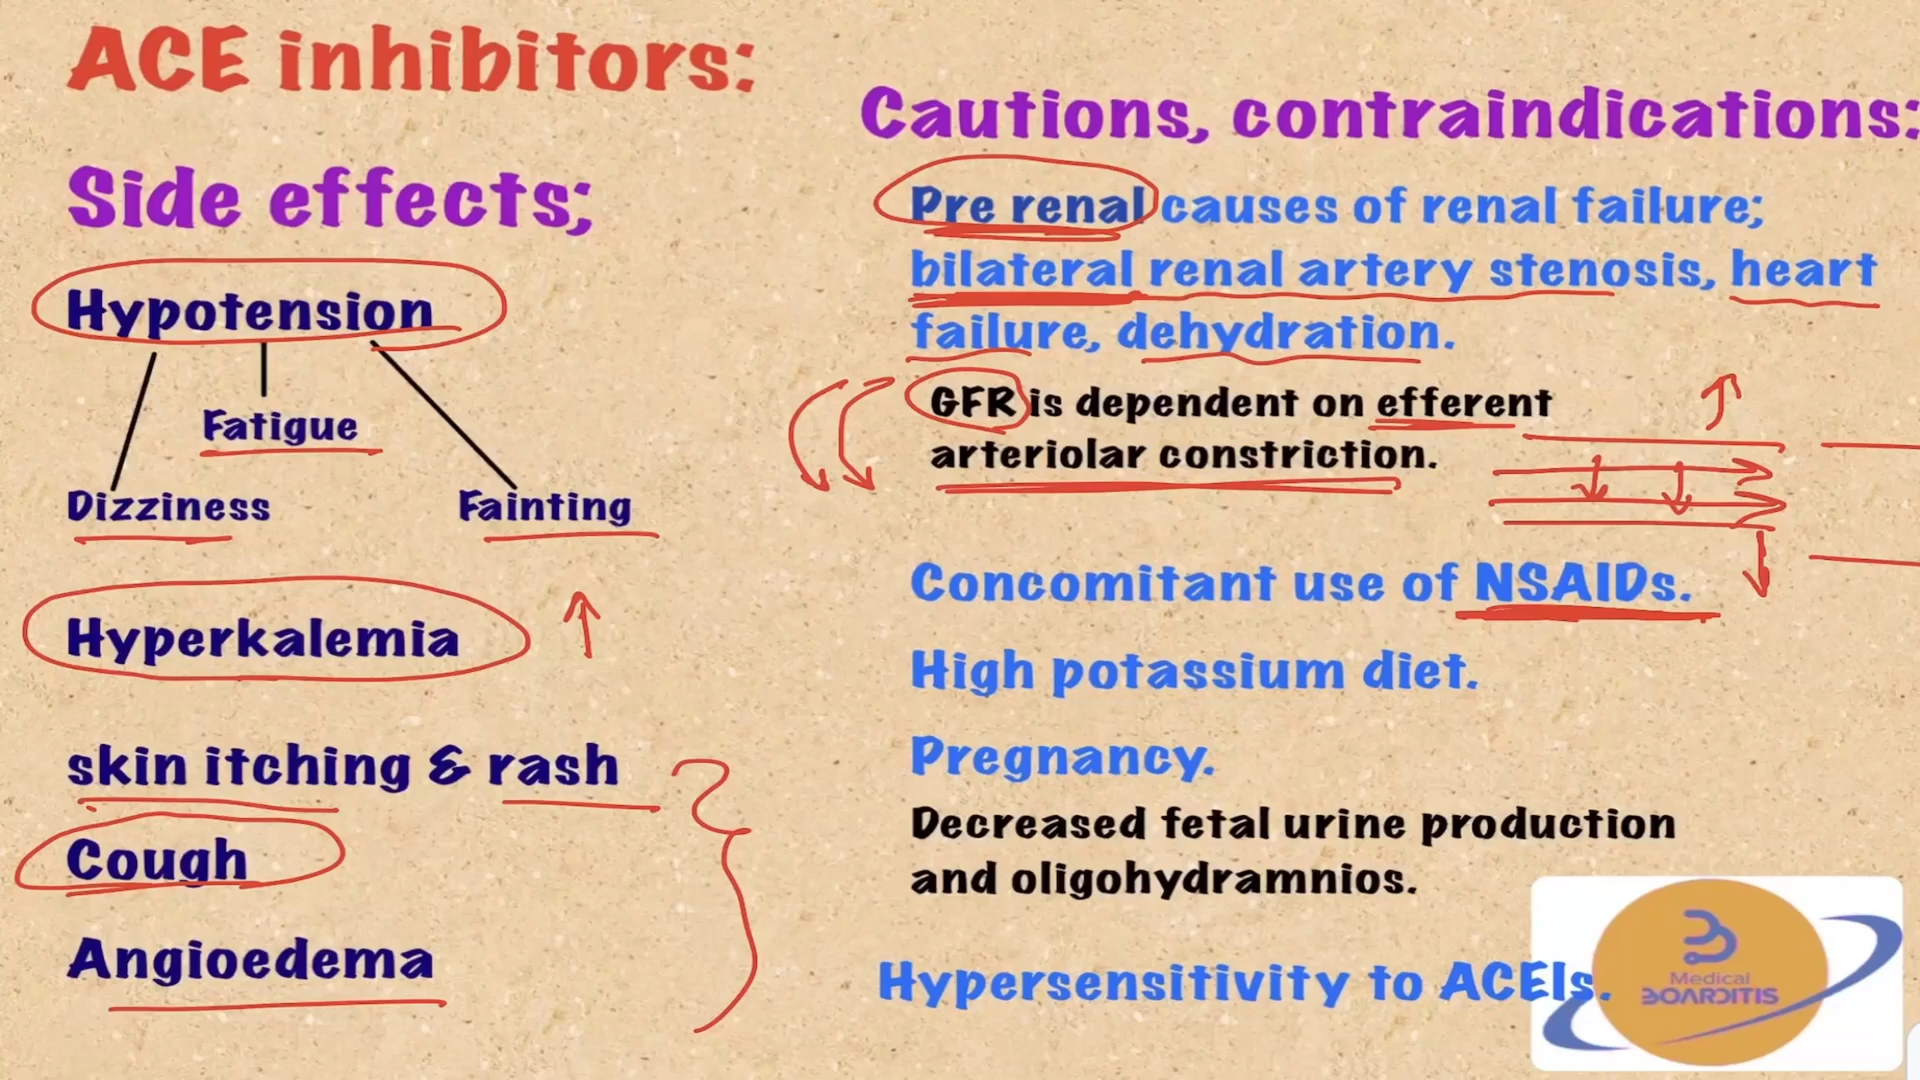 ACE inhibitors:
Side effects;
Hypotension
Fatigue
Dizziness
Fainting
Hyperkalemia
skin itching & rash
Cough
Angioedema
Cautions, contraindications:
Pre renal causes of renal failure;
bilateral renal artery stenosis, heart
failure, dehydration.
GFR is dependent on efferent
arteriolar constriction.
Concomitant use of NSAIDs.
High potassium diet.
Pregnancy.
Decreased fetal urine production
and oligohydramnios.
Hypersensitivity to ACEIs.
Medical
BOARDITIS